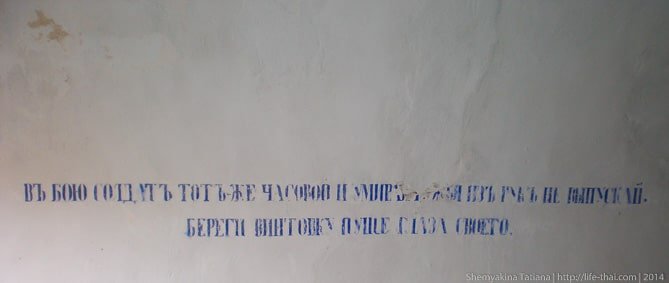 ВЪ БОЮ СОЛДАТЪ ТОТЪ-ЖЕ ЧАСОВОЙ И ИЗЪ РУКЪ НЕ ВЫПУСКАЙ.
БЕРЕГИ ВИНТОВКУ ПУЩЕ ГЛАЗА СВОЕГО.
Shemyakina Tatiana | http://life-thai.com | 2014